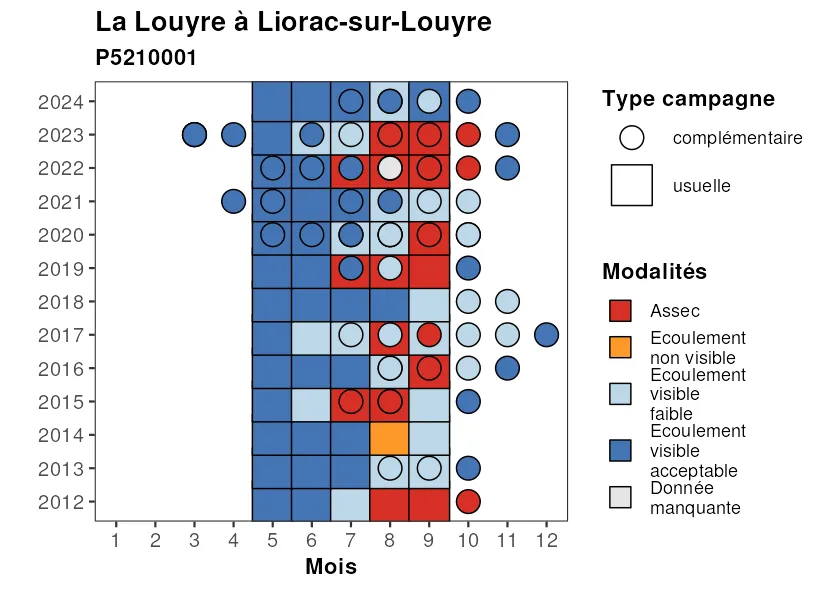 La Louyre à Liorac-sur-Louyre
P5210001
2024
2023
2022
2021
2020
2019
2018
2017
2016
2015
2014
2013
2012
1 2 3 4 5 6 7 8 9 10 11 12
Mois
Type campagne
complémentaire
usuelle
Modalités
Assec
Ecoulement
non visible
Ecoulement
visible
faible
Ecoulement
visible
acceptable
Donnée
manquante